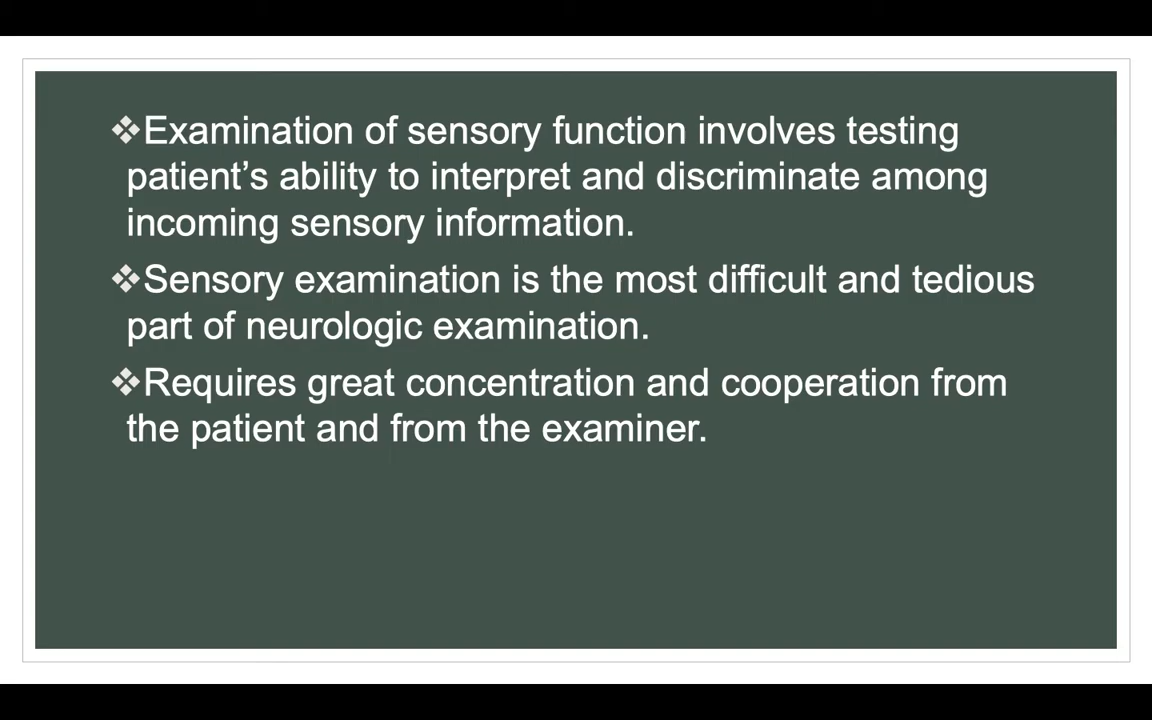 ❖Examination of sensory function involves testing
patient’s ability to interpret and discriminate among
incoming sensory information.
❖Sensory examination is the most difficult and tedious
part of neurologic examination.
❖Requires great concentration and cooperation from
the patient and from the examiner.